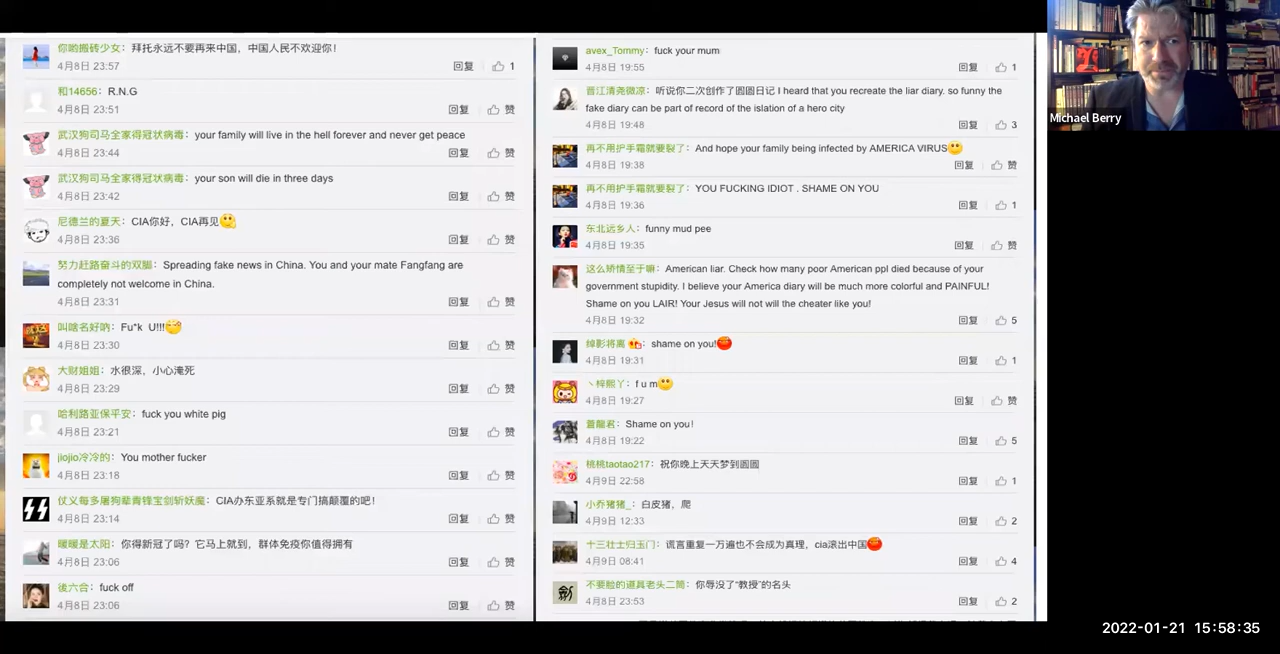 你哟搬砖少女：拜托永远不要再来中国，中国人民不欢迎你！
4月8日 23:57
回复
1
和14656：R.N.G
4月8日 23:51
回复
赞
武汉狗司马全家得冠状病毒：your family will live in the hell forever and never get peace
4月8日 23:44
回复
赞
武汉狗司马全家得冠状病毒：your son will die in three days
4月8日 23:42
回复
赞
尼德兰的夏天：CIA你好，CIA再见
4月8日 23:36
回复
赞
努力赶路奋斗的双脚：Spreading fake news in China. You and your mate Fangfang are
completely not welcome in China.
4月8日 23:31
回复
赞
叫啥名好呐：Fu*k U!!!
4月8日 23:30
回复
赞
大财姐姐：水很深，小心淹死
4月8日 23:29
回复
赞
哈利路亚保平安：fuck you white pig
4月8日 23:21
回复
赞
jiojio冷冷的：You mother fucker
4月8日 23:18
回复
赞
仗义每多屠狗辈青锋宝剑斩妖魔：CIA办东亚系就是专门搞颠覆的吧！
4月8日 23:14
回复
赞
暖暖是太阳：你得新冠了吗？它马上就到，群体免疫你值得拥有
4月8日 23:06
回复
赞
後六合：fuck off
4月8日 23:06
回复
赞
avex_Tommy：fuck your mum
4月8日 19:55
回复
1
晋江清尧微凉：听说你二次创作了圆圆日记 I heard that you recreate the liar diary. so funny the
fake diary can be part of record of the islation of a hero city
4月8日 19:48
回复
3
再不用护手霜就要裂了：And hope your family being infected by AMERICA VIRUS
4月8日 19:38
回复
赞
再不用护手霜就要裂了：YOU FUCKING IDIOT . SHAME ON YOU
4月8日 19:36
回复
1
东北远乡人：funny mud pee
4月8日 19:35
回复
赞
这么矫情至于嘛：American liar. Check how many poor American ppl died because of your
government stupidity. I believe your America diary will be much more colorful and PAINFUL!
Shame on you LAIR! Your Jesus will not will the cheater like you!
4月8日 19:32
回复
5
绰影将离：shame on you!
4月8日 19:31
回复
1
丶梓熙丫：f u m
4月8日 19:27
回复
赞
龍君：Shame on you!
4月8日 19:22
回复
5
桃桃taotao217：祝你晚上天天梦到圆圆
4月9日 22:58
回复
1
小乔猪猪_：白皮猪，爬
4月9日 12:33
回复
2
十三壮士归玉门：谎言重复一万遍也不会成为真理，cia滚出中国
4月9日 08:41
回复
4
不要脸的道具老头二筒：你辱没了“教授”的名头
4月8日 23:53
回复
2
Michael Berry
2022-01-21 15:58:35